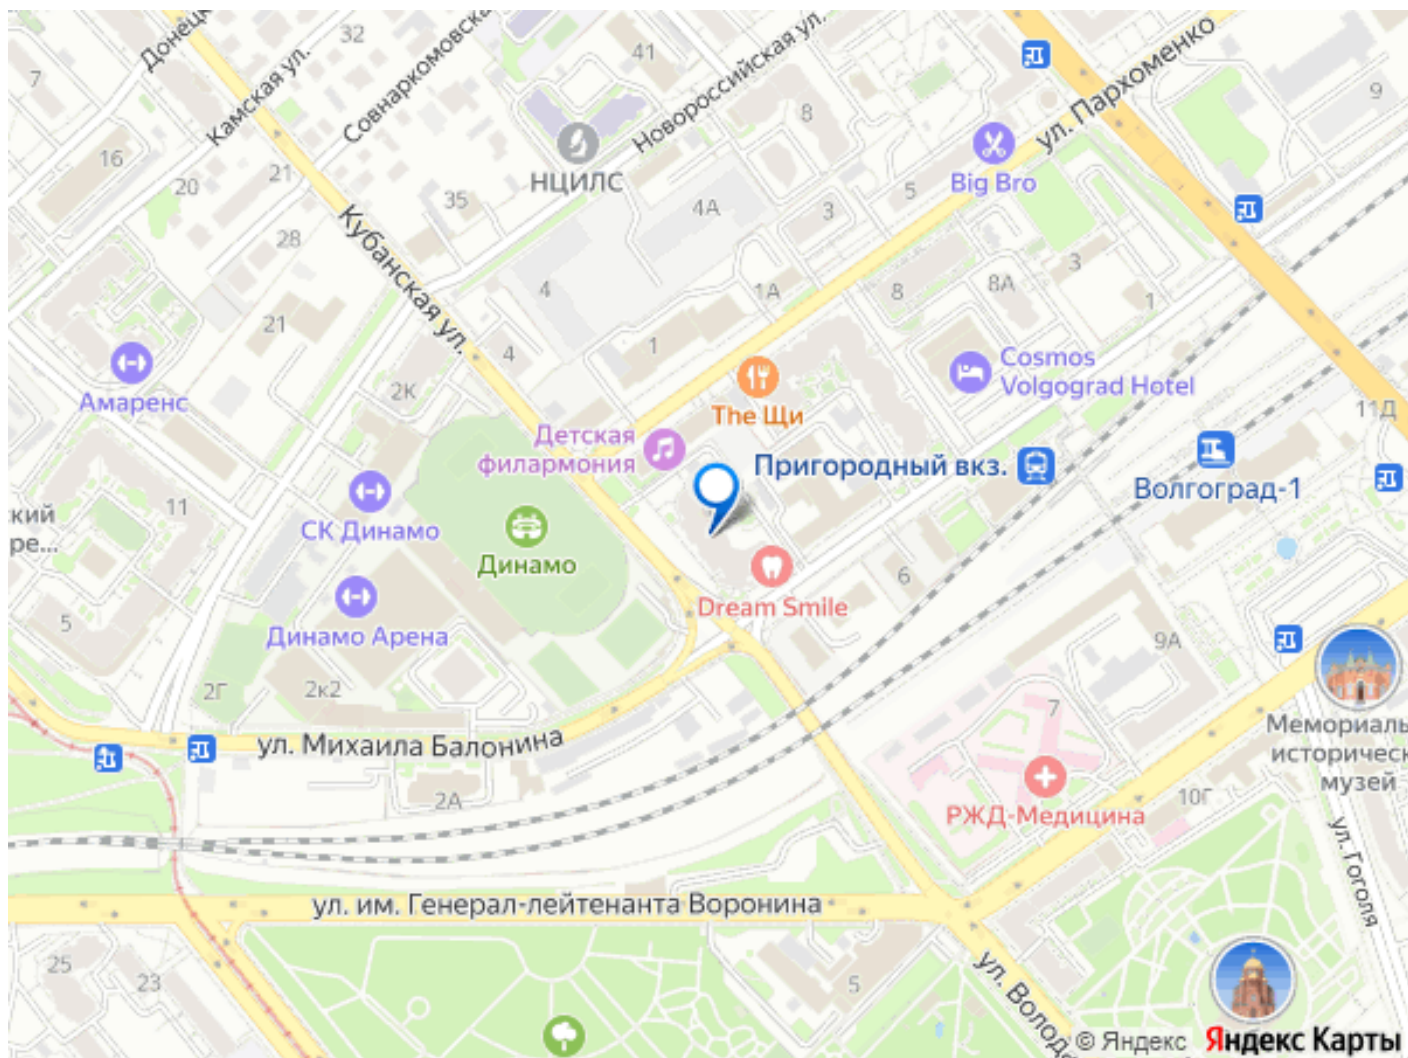 Донецк
32
Совнаркомовска
41
Новороссийская ул.
7
Камская ул.
8
ул. Пархоменко
9
16
20
21
НЦИЛС
Big Bro
35
5
4А
3
28
Кубанская ул.
3
8А
4
1А
8
1
21
4
1
Cosmos
Volgograd Hotel
2К
Амаренс
The Щи
11Д
Детская
филармония
Пригородный вкз.
Волгоград-1
ский
ре...
11
СК Динамо
Динамо
6
Dream Smile
5
Динамо Арена
9А
2Г
2к2
7
Мемориаль
историческ
музей
ул. Михаила Балонина
2А
10Г
РЖД-Медицина
ул. Гоголя
ул. им. Генерал-лейтенанта Воронина
25
23
5
ул. Волода
© Яндекс Яндекс Карты